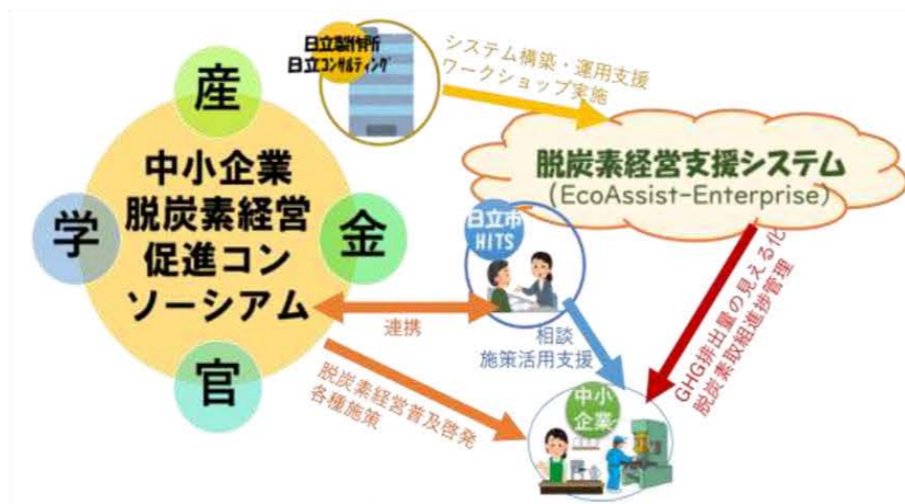 産
学
金
官
中小企業
脱炭素経営
促進コン
ソーシアム
日立製作所
日立コンサルティング
システム構築・運用支援
ワークショップ実施
脱炭素経営支援システム
(EcoAssist-Enterprise)
日立市
HITS
連携
相談
施策活用支援
GHG排出量の見える化
脱炭素取組進捗管理
脱炭素経営普及啓発
各種施策
中小
企業